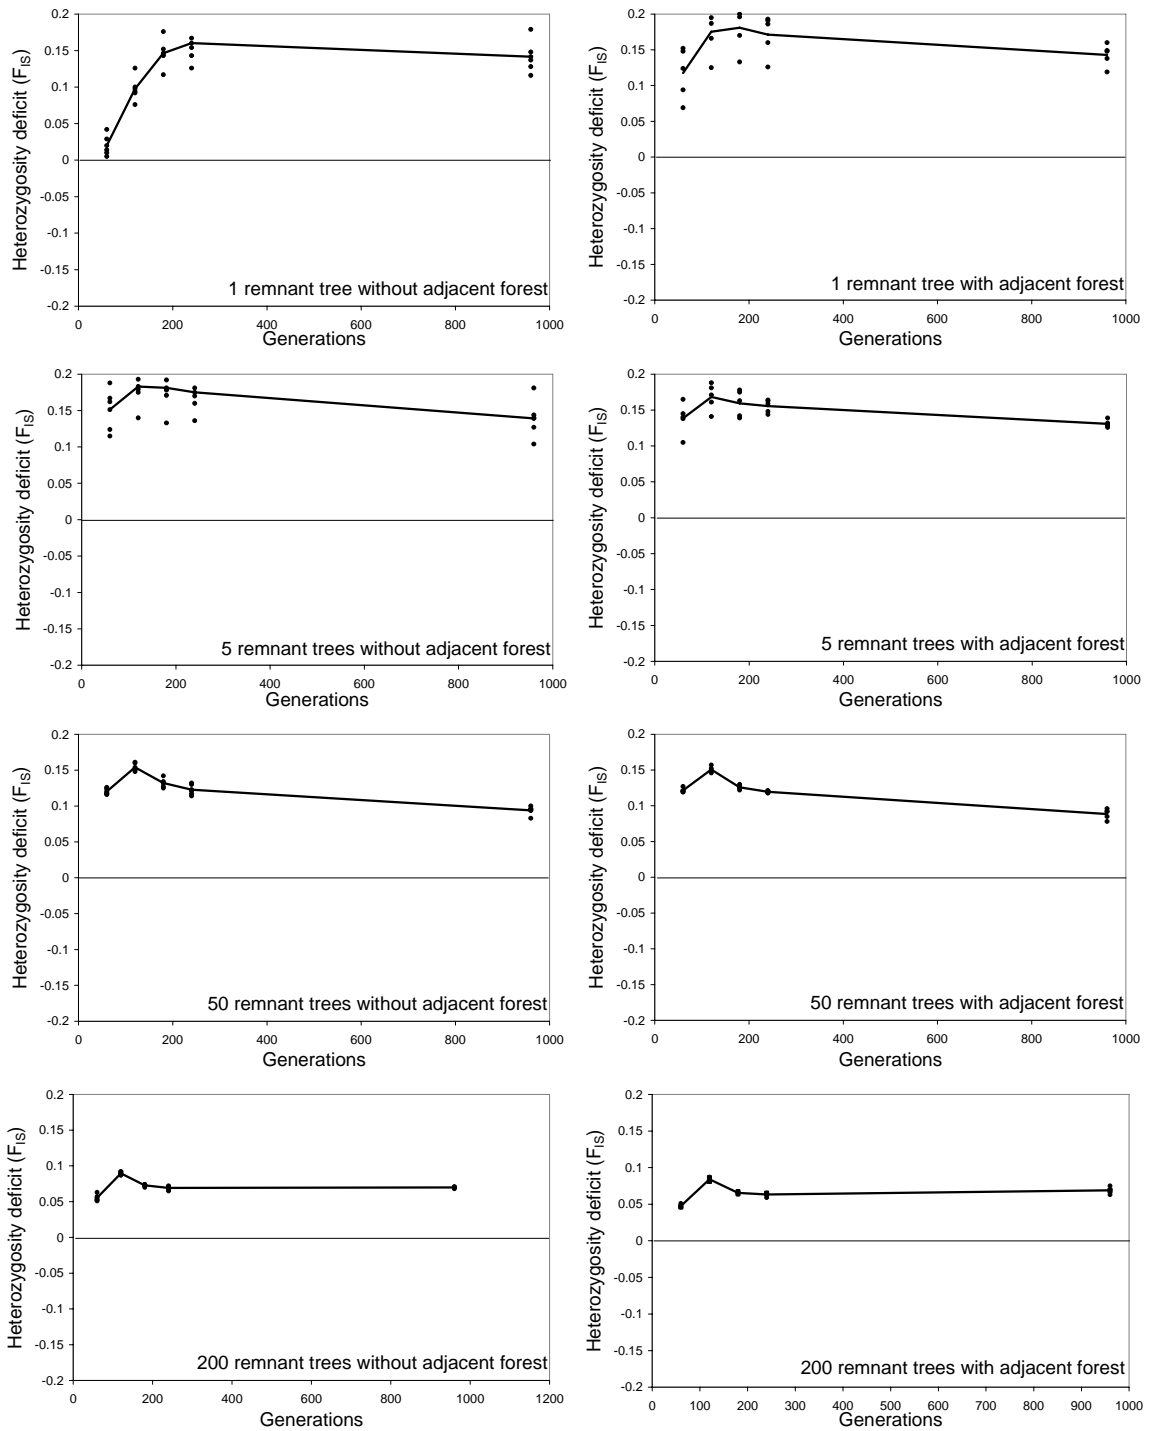 Heterozygosity deficit (FIS)
0.2
0.15
0.1
0.05
0
-0.05
-0.1
-0.15
-0.2
1 remnant tree without adjacent forest
0 200 400 600 800 1000
Generations
Heterozygosity deficit (FIS)
0.2
0.15
0.1
0.05
0
-0.05
-0.1
-0.15
-0.2
1 remnant tree with adjacent forest
0 200 400 600 800 1000
Generations
Heterozygosity deficit (FIS)
0.2
0.15
0.1
0.05
0
-0.05
-0.1
-0.15
-0.2
5 remnant trees without adjacent forest
0 200 400 600 800 1000
Generations
Heterozygosity deficit (FIS)
0.2
0.15
0.1
0.05
0
-0.05
-0.1
-0.15
-0.2
5 remnant trees with adjacent forest
0 200 400 600 800 1000
Generations
Heterozygosity deficit (FIS)
0.2
0.15
0.1
0.05
0
-0.05
-0.1
-0.15
-0.2
50 remnant trees without adjacent forest
0 200 400 600 800 1000
Generations
Heterozygosity deficit (FIS)
0.2
0.15
0.1
0.05
0
-0.05
-0.1
-0.15
-0.2
50 remnant trees with adjacent forest
0 200 400 600 800 1000
Generations
Heterozygosity deficit (FIS)
0.2
0.15
0.1
0.05
0
-0.05
-0.1
-0.15
-0.2
200 remnant trees without adjacent forest
0 200 400 600 800 1000 1200
Generations
Heterozygosity deficit (FIS)
0.2
0.15
0.1
0.05
0
-0.05
-0.1
-0.15
-0.2
200 remnant trees with adjacent forest
0 100 200 300 400 500 600 700 800 900 1000
Generations